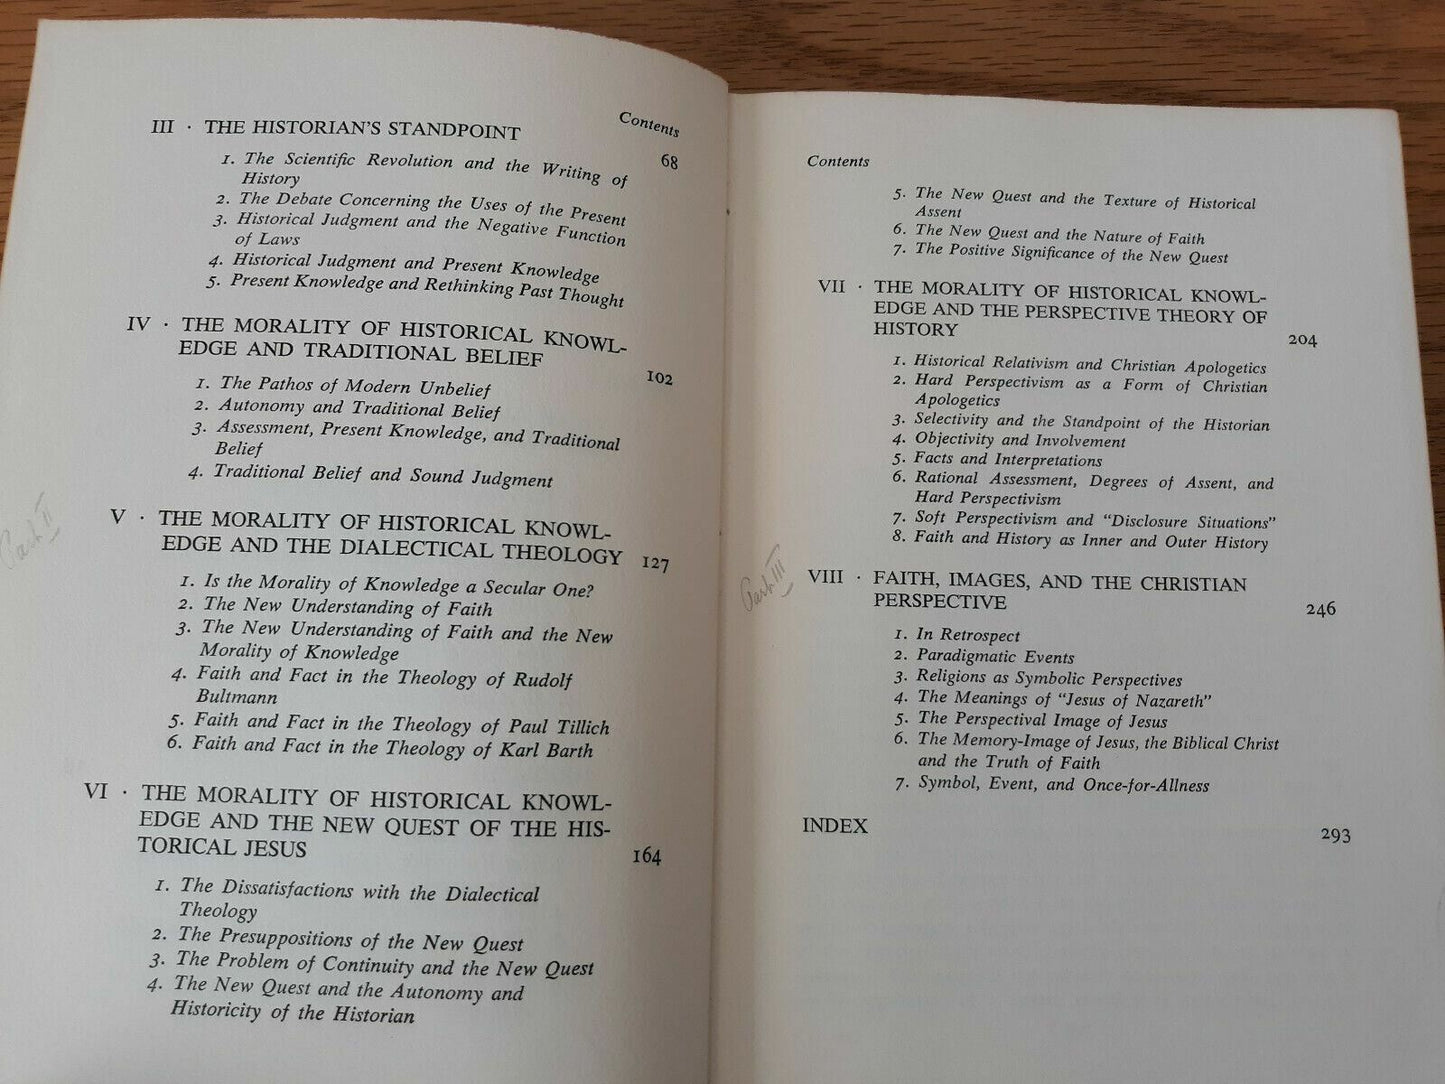 Contents
III · THE HISTORIAN'S STANDPOINT 68
1. The Scientific Revolution and the Writing of
History
2. The Debate Concerning the Uses of the Present
3. Historical Judgment and the Negative Function
of Laws
4. Historical Judgment and Present Knowledge
5. Present Knowledge and Rethinking Past Thought
IV · THE MORALITY OF HISTORICAL KNOWL-
EDGE AND TRADITIONAL BELIEF 102
1. The Pathos of Modern Unbelief
2. Autonomy and Traditional Belief
3. Assessment, Present Knowledge, and Traditional
Belief
4. Traditional Belief and Sound Judgment
Part II
V · THE MORALITY OF HISTORICAL KNOWL-
EDGE AND THE DIALECTICAL THEOLOGY 127
1. Is the Morality of Knowledge a Secular One?
2. The New Understanding of Faith
3. The New Understanding of Faith and the New
Morality of Knowledge
4. Faith and Fact in the Theology of Rudolf
Bultmann
5. Faith and Fact in the Theology of Paul Tillich
6. Faith and Fact in the Theology of Karl Barth
VI · THE MORALITY OF HISTORICAL KNOWL-
EDGE AND THE NEW QUEST OF THE HIS-
TORICAL JESUS 164
1. The Dissatisfactions with the Dialectical
Theology
2. The Presuppositions of the New Quest
3. The Problem of Continuity and the New Quest
4. The New Quest and the Autonomy and
Historicity of the Historian
Contents
5. The New Quest and the Texture of Historical
Assent
6. The New Quest and the Nature of Faith
7. The Positive Significance of the New Quest
VII · THE MORALITY OF HISTORICAL KNOWL-
EDGE AND THE PERSPECTIVE THEORY OF
HISTORY 204
1. Historical Relativism and Christian Apologetics
2. Hard Perspectivism as a Form of Christian
Apologetics
3. Selectivity and the Standpoint of the Historian
4. Objectivity and Involvement
5. Facts and Interpretations
6. Rational Assessment, Degrees of Assent, and
Hard Perspectivism
7. Soft Perspectivism and "Disclosure Situations"
8. Faith and History as Inner and Outer History
Part III
VIII · FAITH, IMAGES, AND THE CHRISTIAN
PERSPECTIVE 246
1. In Retrospect
2. Paradigmatic Events
3. Religions as Symbolic Perspectives
4. The Meanings of "Jesus of Nazareth"
5. The Perspectival Image of Jesus
6. The Memory-Image of Jesus, the Biblical Christ
and the Truth of Faith
7. Symbol, Event, and Once-for-Allness
INDEX 293